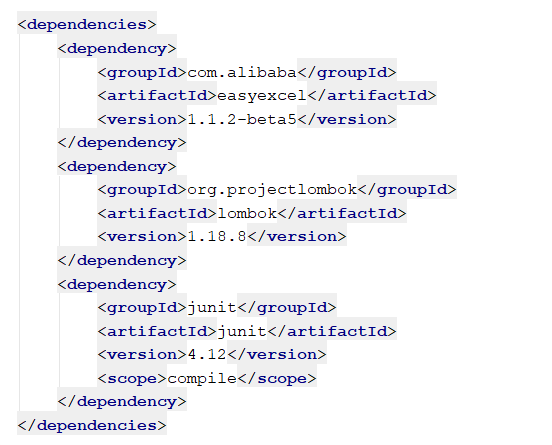 <dependencies>
    <dependency>
        <groupId>com.alibaba</groupId>
        <artifactId>easyexcel</artifactId>
        <version>1.1.2-beta5</version>
    </dependency>
    <dependency>
        <groupId>org.projectlombok</groupId>
        <artifactId>lombok</artifactId>
        <version>1.18.8</version>
    </dependency>
    <dependency>
        <groupId>junit</groupId>
        <artifactId>junit</artifactId>
        <version>4.12</version>
        <scope>compile</scope>
    </dependency>
</dependencies>